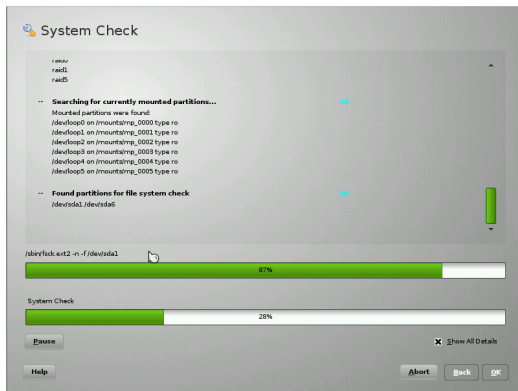 System Check
raid0
raid1
raid5
-- Searching for currently mounted partitions...
Mounted partitions were found:
/dev/loop0 on /mounts/mp_0000 type ro
/dev/loop1 on /mounts/mp_0001 type ro
/dev/loop2 on /mounts/mp_0002 type ro
/dev/loop3 on /mounts/mp_0003 type ro
/dev/loop4 on /mounts/mp_0004 type ro
/dev/loop5 on /mounts/mp_0005 type ro
-- Found partitions for file system check
/dev/sda1 /dev/sda6
/sbin/fsck.ext2 -n -f /dev/sda1
87%
System Check
28%
Pause
Show All Details
Help
Abort
Back
OK